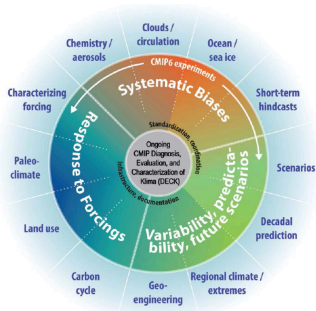 Clouds /
circulation
Ocean /
sea ice
Short-term
hindcasts
Scenarios
Decadal
prediction
Regional climate /
extremes
Geo-
engineering
Carbon
cycle
Land use
Paleo-
climate
Characterizing
forcing
Chemistry /
aerosols
CMIP6 experiments
Systematic Biases
Variability, predicta-
bility, future scenarios
Response to Forcings
Standardization, coordination
infrastructure, documentation
Ongoing
CMIP Diagnosis,
Evaluation, and
Characterization of
Klima (DECK)